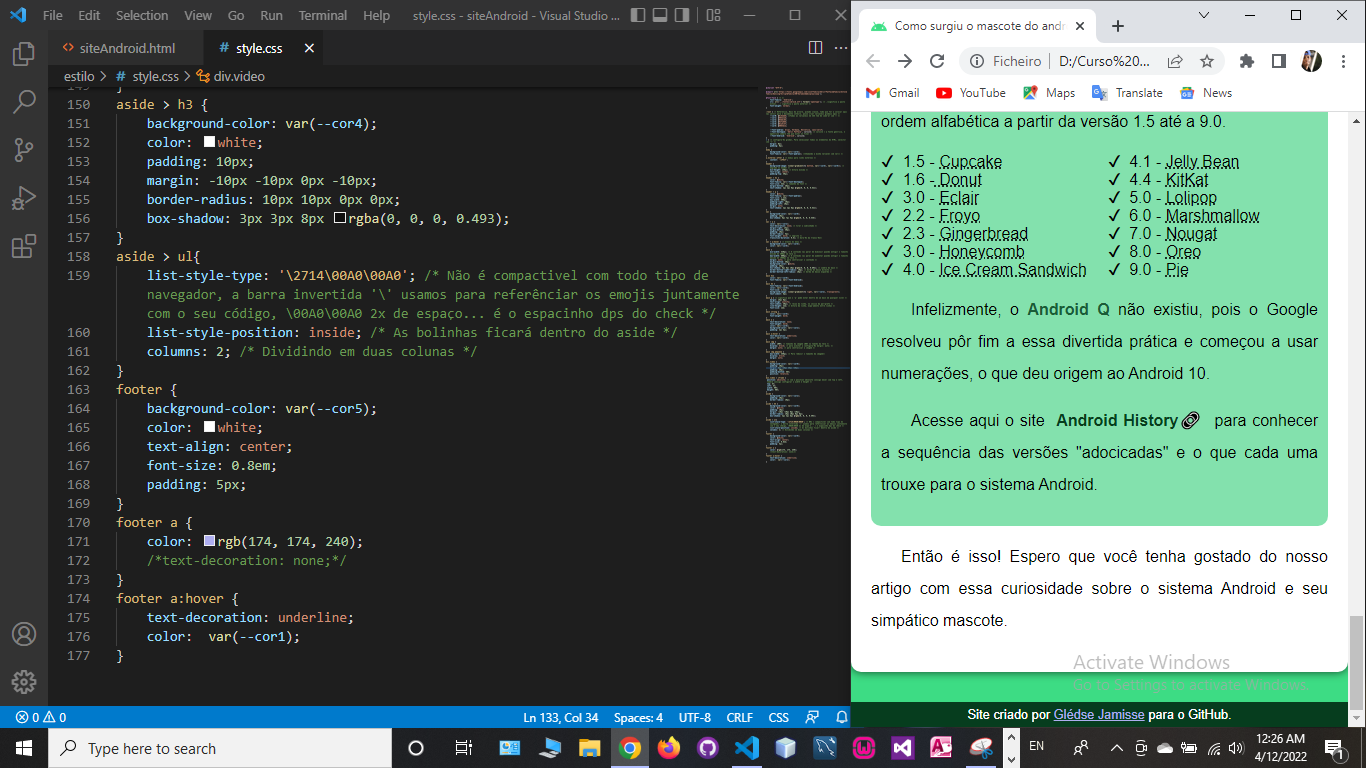 File Edit Selection View Go Run Terminal Help style.css - siteAndroid - Visual Studio ...
siteAndroid.html # style.css
estilo > # style.css > div.video
149 }
150 aside > h3 {
151 background-color: var(--cor4);
152 color: white;
153 padding: 10px;
154 margin: -10px -10px 0px -10px;
155 border-radius: 10px 10px 0px 0px;
156 box-shadow: 3px 3px 8px rgba(0, 0, 0, 0.493);
157 }
158 aside > ul{
159 list-style-type: '\2714\00A0\00A0'; /* Não é compactivel com todo tipo de
navegador, a barra invertida '\' usamos para referênciar os emojis juntamente
com o seu código, \00A0\00A0 2x de espaço... é o espacinho dps do check */
160 list-style-position: inside; /* As bolinhas ficará dentro do aside */
161 columns: 2; /* Dividindo em duas colunas */
162 }
163 footer {
164 background-color: var(--cor5);
165 color: white;
166 text-align: center;
167 font-size: 0.8em;
168 padding: 5px;
169 }
170 footer a {
171 color: rgb(174, 174, 240);
172 /*text-decoration: none;*/
173 }
174 footer a:hover {
175 text-decoration: underline;
176 color:  var(--cor1);
177 }
0 0 Ln 133, Col 34 Spaces: 4 UTF-8 CRLF CSS
Como surgiu o mascote do andr
Ficheiro | D:/Curso%20...
Gmail YouTube Maps Translate News
ordem alfabética a partir da versão 1.5 até a 9.0.
✓ 1.5 - Cupcake
✓ 1.6 - Donut
✓ 3.0 - Eclair
✓ 2.2 - Froyo
✓ 2.3 - Gingerbread
✓ 3.0 - Honeycomb
✓ 4.0 - Ice Cream Sandwich
✓ 4.1 - Jelly Bean
✓ 4.4 - KitKat
✓ 5.0 - Lolipop
✓ 6.0 - Marshmallow
✓ 7.0 - Nougat
✓ 8.0 - Oreo
✓ 9.0 - Pie
Infelizmente, o Android Q não existiu, pois o Google
resolveu pôr fim a essa divertida prática e começou a usar
numerações, o que deu origem ao Android 10.
Acesse aqui o site Android History para conhecer
a sequência das versões "adocicadas" e o que cada uma
trouxe para o sistema Android.
Então é isso! Espero que você tenha gostado do nosso
artigo com essa curiosidade sobre o sistema Android e seu
simpático mascote.
Activate Windows
Go to Settings to activate Windows.
Site criado por Glédse Jamisse para o GitHub.
Type here to search
EN
12:26 AM
4/12/2022
1